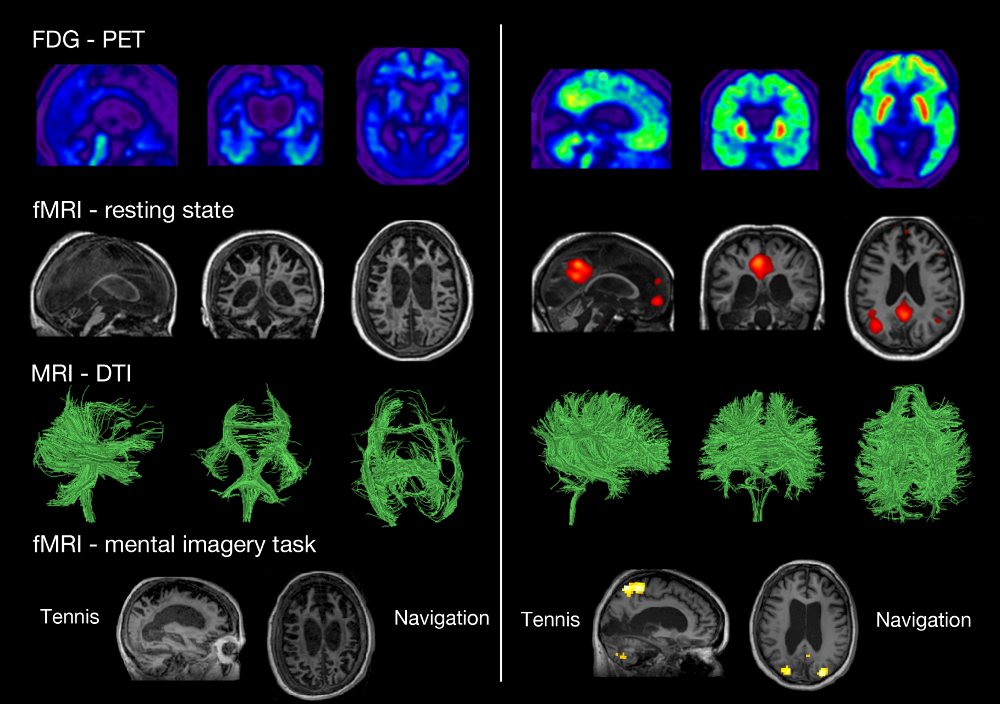 FDG - PET
fMRI - resting state
MRI - DTI
fMRI - mental imagery task
Tennis
Navigation
Tennis
Navigation